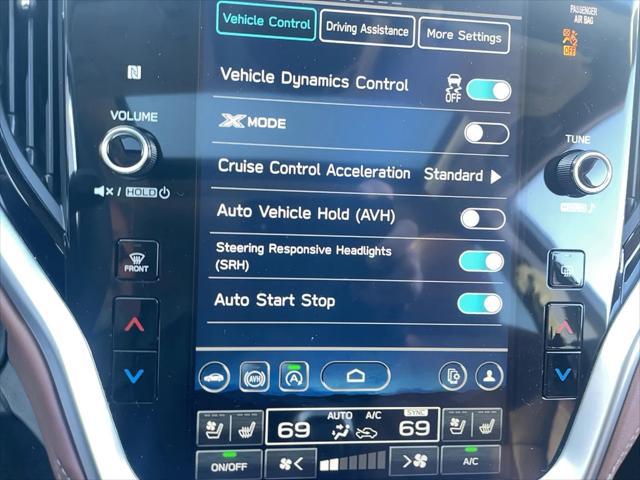 Vehicle Control
Driving Assistance
More Settings
PASSENGER
AIR BAG
OFF
Vehicle Dynamics Control
OFF
VOLUME
X MODE
TUNE
Cruise Control Acceleration Standard
/ HOLD
Auto Vehicle Hold (AVH)
Steering Responsive Headlights
(SRH)
FRONT
Auto Start Stop
AVH
A
AUTO A/C SYNC
69 69
ON/OFF
A/C